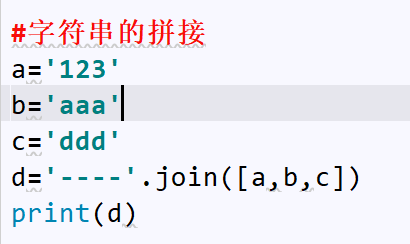 #字符串的拼接
a='123'
b='aaa'
c='ddd'
d='----'.join([a,b,c])
print(d)